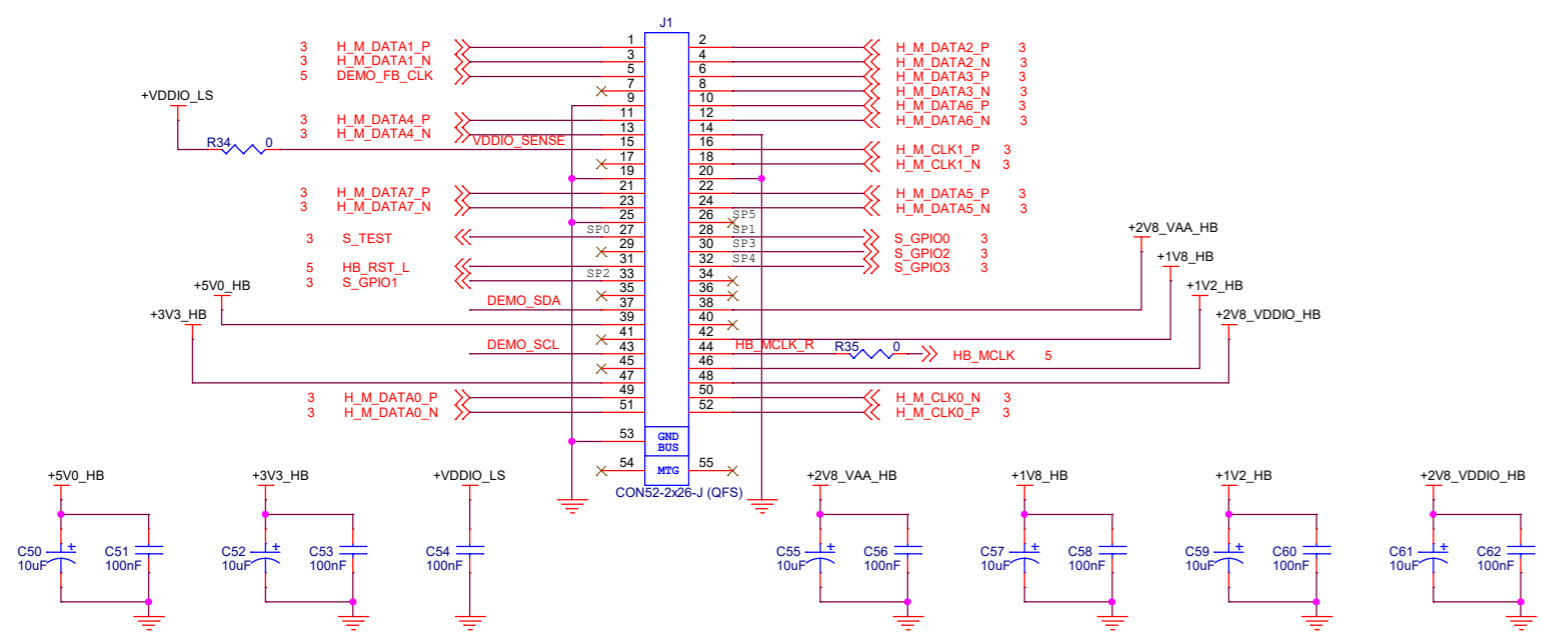 J1
3 H_M_DATA1_P 1 2 H_M_DATA2_P 3
3 H_M_DATA1_N 3 4 H_M_DATA2_N 3
5 DEMO_FB_CLK 5 6 H_M_DATA3_P 3
7 8 H_M_DATA3_N 3
+VDDIO_LS 9 10 H_M_DATA6_P 3
3 H_M_DATA4_P 11 12 H_M_DATA6_N 3
3 H_M_DATA4_N 13 14
R34 0 VDDIO_SENSE 15 16 H_M_CLK1_P 3
17 18 H_M_CLK1_N 3
19 20
3 H_M_DATA7_P 21 22 H_M_DATA5_P 3
3 H_M_DATA7_N 23 24 H_M_DATA5_N 3
25 26 SP5
3 S_TEST SP0 27 28 SP1 S_GPIO0 3
+2V8_VAA_HB
29 30 SP3 S_GPIO2 3
5 HB_RST_L 31 32 SP4 S_GPIO3 3
+1V8_HB
3 S_GPIO1 SP2 33 34
+5V0_HB 35 36 +1V2_HB
DEMO_SDA 37 38
+3V3_HB 39 40 +2V8_VDDIO_HB
41 42
DEMO_SCL 43 44 HB_MCLK_R R35 0 HB_MCLK 5
45 46
47 48
3 H_M_DATA0_P 49 50 H_M_CLK0_N 3
3 H_M_DATA0_N 51 52 H_M_CLK0_P 3
53 GND
BUS
54 MTG 55
CON52-2x26-J (QFS)
+5V0_HB +3V3_HB +VDDIO_LS +2V8_VAA_HB +1V8_HB +1V2_HB +2V8_VDDIO_HB
C50 + C51 C52 + C53 C54 C55 + C56 C57 + C58 C59 + C60 C61 + C62
10uF 100nF 10uF 100nF 100nF 10uF 100nF 10uF 100nF 10uF 100nF 10uF 100nF